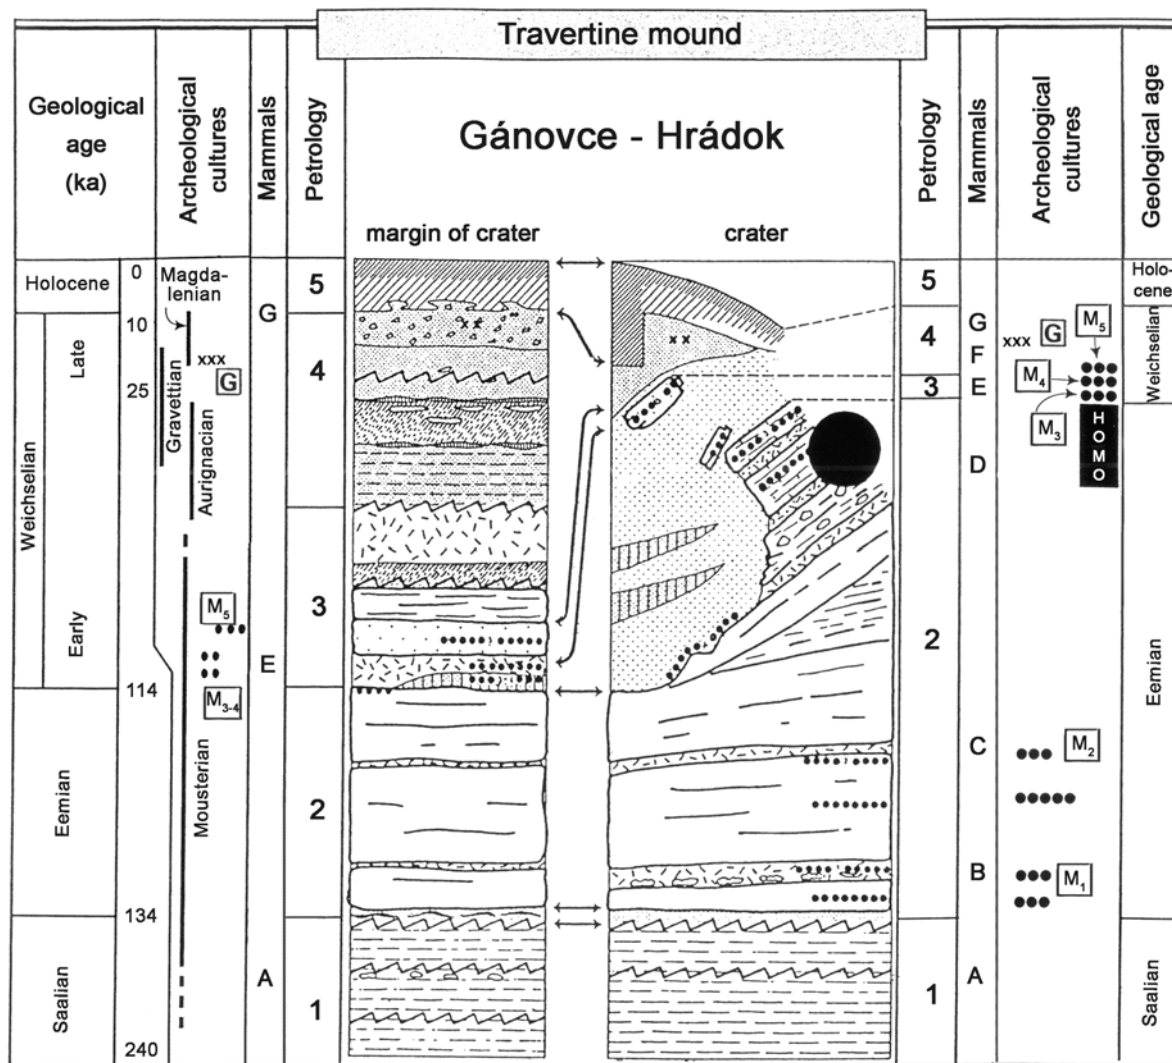 Travertine mound
Gánovce - Hrádok
Geological
age
(ka)
Archeological
cultures
Mammals
Petrology
margin of crater
crater
Petrology
Mammals
Archeological
cultures
Geological age
Holocene
0
Magda-
lenian
5
G
10
Late
xxx
G
25
4
Gravettian
Aurignacian
Weichselian
3
M5
Early
E
114
M3-4
Mousterian
Eemian
2
134
A
Saalian
1
240
x x
x x
5
Holo-
cene
4
G
xxx
G
M5
F
Weichselian
3
E
M4
M3
HOMO
D
2
Eemian
C
M2
B
M1
1
A
Saalian